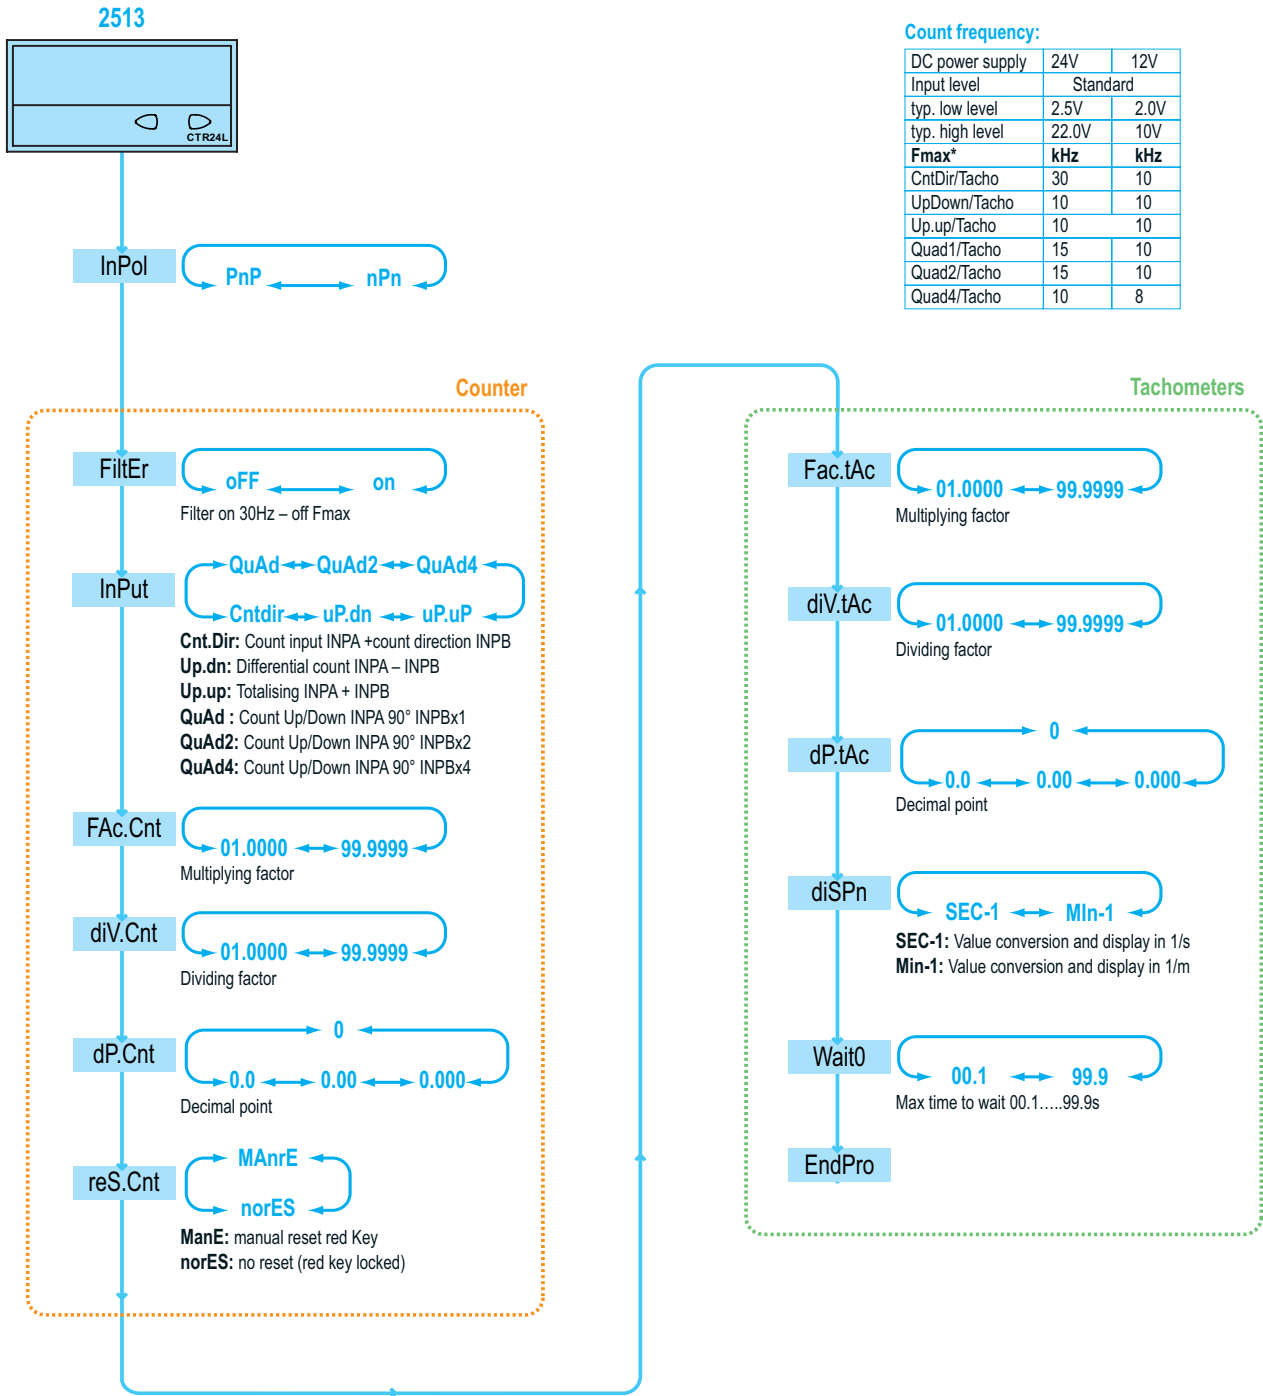 2513
CTR24L
Count frequency:
DC power supply 24V 12V
Input level Standard
typ. low level 2.5V 2.0V
typ. high level 22.0V 10V
Fmax* kHz kHz
CntDir/Tacho 30 10
UpDown/Tacho 10 10
Up.up/Tacho 10 10
Quad1/Tacho 15 10
Quad2/Tacho 15 10
Quad4/Tacho 10 8
InPol
PnP nPn
Counter
FiltEr
oFF on
Filter on 30Hz – off Fmax
InPut
QuAd QuAd2 QuAd4
Cntdir uP.dn uP.uP
Cnt.Dir: Count input INPA +count direction INPB
Up.dn: Differential count INPA – INPB
Up.up: Totalising INPA + INPB
QuAd : Count Up/Down INPA 90° INPBx1
QuAd2: Count Up/Down INPA 90° INPBx2
QuAd4: Count Up/Down INPA 90° INPBx4
FAc.Cnt
01.0000 99.9999
Multiplying factor
diV.Cnt
01.0000 99.9999
Dividing factor
dP.Cnt
0
0.0 0.00 0.000
Decimal point
reS.Cnt
MAnrE
norES
ManE: manual reset red Key
norES: no reset (red key locked)
Tachometers
Fac.tAc
01.0000 99.9999
Multiplying factor
diV.tAc
01.0000 99.9999
Dividing factor
dP.tAc
0
0.0 0.00 0.000
Decimal point
diSPn
SEC-1 MIn-1
SEC-1: Value conversion and display in 1/s
Min-1: Value conversion and display in 1/m
Wait0
00.1 99.9
Max time to wait 00.1.....99.9s
EndPro